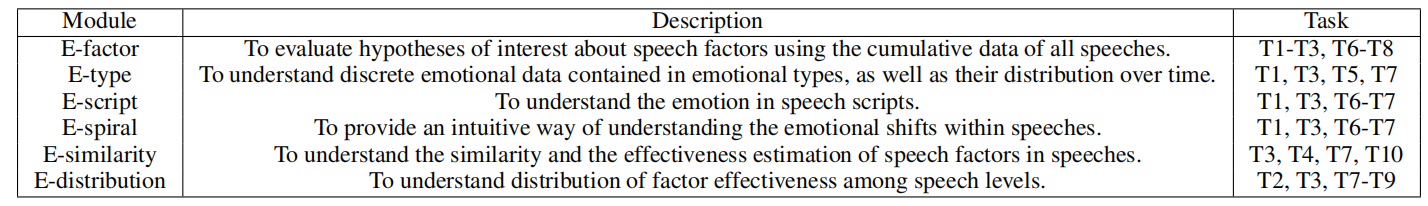 Module Description Task
E-factor To evaluate hypotheses of interest about speech factors using the cumulative data of all speeches. T1-T3, T6-T8
E-type To understand discrete emotional data contained in emotional types, as well as their distribution over time. T1, T3, T5, T7
E-script To understand the emotion in speech scripts. T1, T3, T6-T7
E-spiral To provide an intuitive way of understanding the emotional shifts within speeches. T1, T3, T6-T7
E-similarity To understand the similarity and the effectiveness estimation of speech factors in speeches. T3, T4, T7, T10
E-distribution To understand distribution of factor effectiveness among speech levels. T2, T3, T7-T9